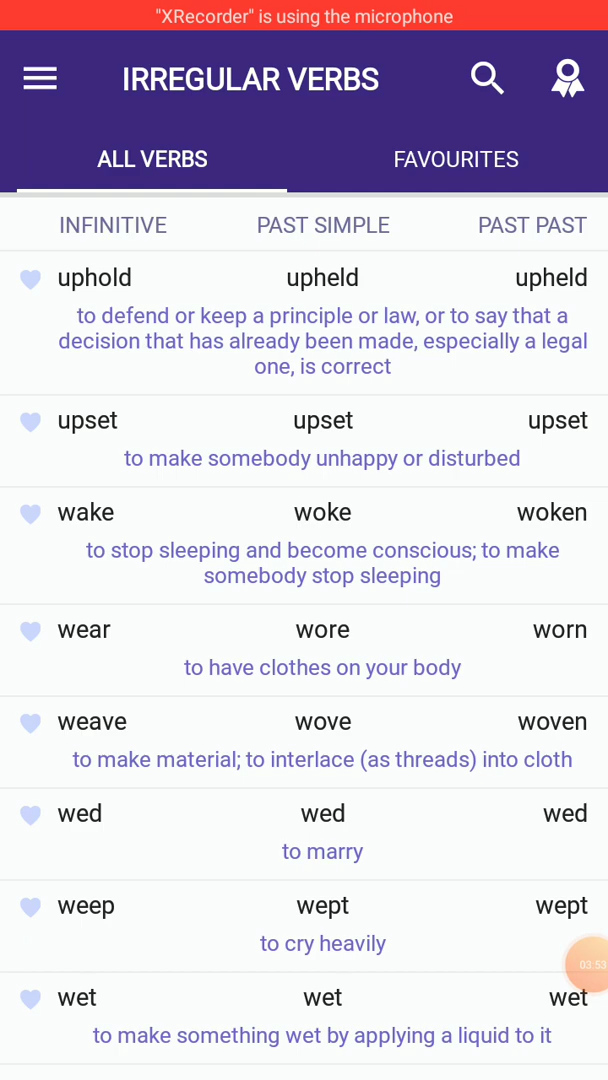 "XRecorder" is using the microphone
IRREGULAR VERBS
ALL VERBS FAVOURITES
INFINITIVE PAST SIMPLE PAST PAST
uphold upheld upheld
to defend or keep a principle or law, or to say that a
decision that has already been made, especially a legal
one, is correct
upset upset upset
to make somebody unhappy or disturbed
wake woke woken
to stop sleeping and become conscious; to make
somebody stop sleeping
wear wore worn
to have clothes on your body
weave wove woven
to make material; to interlace (as threads) into cloth
wed wed wed
to marry
weep wept wept
to cry heavily
03:53
wet wet wet
to make something wet by applying a liquid to it